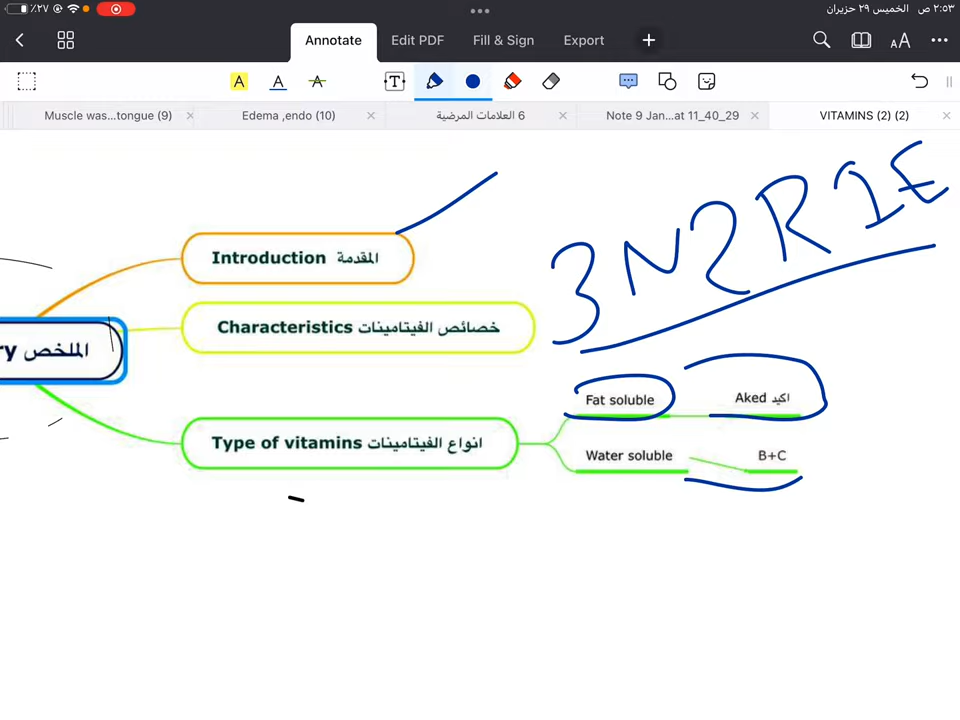 ٪٢٧ ٢:٥٣ ص الخميس ٢٩ حزيران
Annotate Edit PDF Fill & Sign Export
Muscle was...tongue (9) Edema ,endo (10) 6 العلامات المرضية Note 9 Jan...at 11_40_29 VITAMINS (2) (2)
3N2R1E
Introduction المقدمة
Characteristics خصائص الفيتامينات
ry الملخص
Fat soluble Aked اكيد
Type of vitamins انواع الفيتامينات
Water soluble B+C